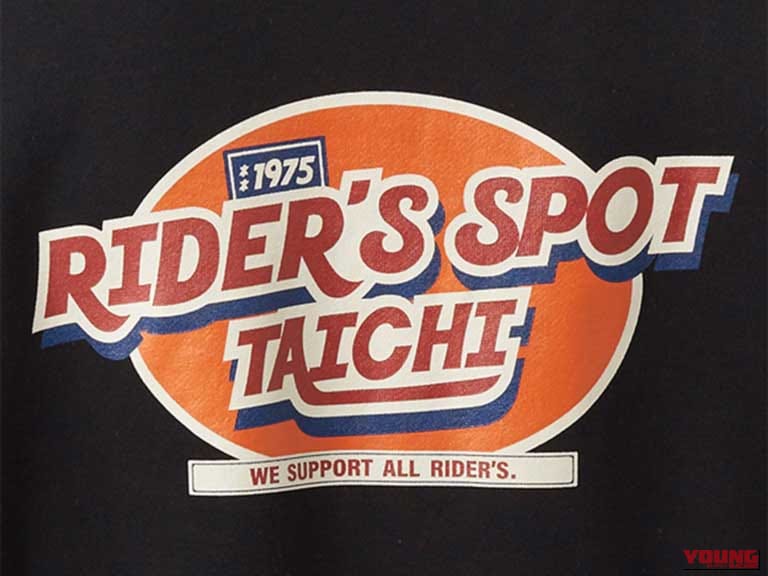 1975
RIDER'S SPOT
TAICHI
WE SUPPORT ALL RIDER'S.
YOUNG